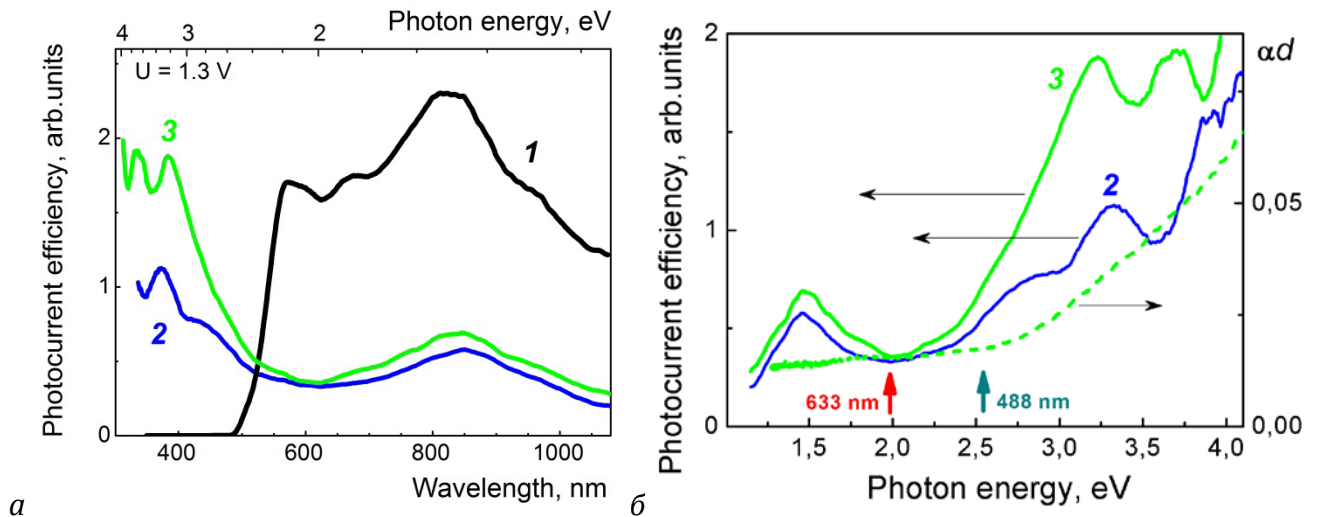 Photon energy, eV
4 3 2
U = 1.3 V
3
1
2
2
1
0
Photocurrent efficiency, arb.units
400 600 800 1000
Wavelength, nm
а
2
1
0
Photocurrent efficiency, arb.units
3
2
αd
0,05
0,00
633 nm
488 nm
1,5 2,0 2,5 3,0 3,5 4,0
Photon energy, eV
б